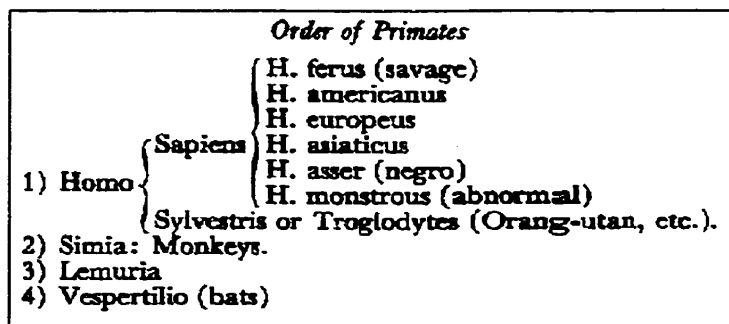 Order of Primates
H. ferus (savage)
H. americanus
H. europeus
Sapiens H. asiaticus
H. asser (negro)
1) Homo H. monstrous (abnormal)
Sylvestris or Troglodytes (Orang-utan, etc.).
2) Simia: Monkeys.
3) Lemuria
4) Vespertilio (bats)